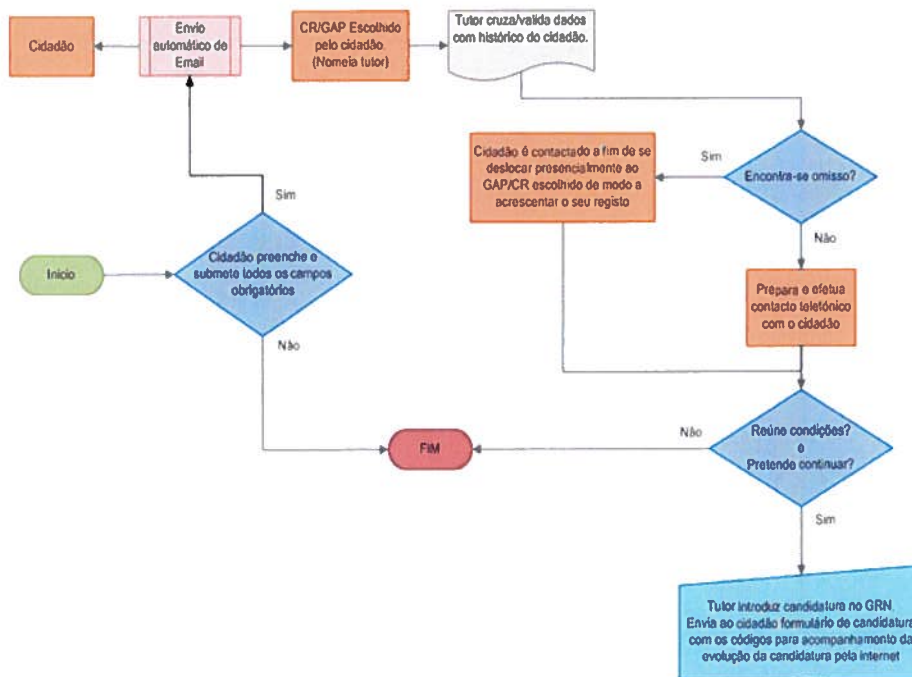 Cidadão
Envio
automático de
Email
CR/GAP Escolhido
pelo cidadão.
(Nomeia tutor)
Tutor cruza/valida dados
com histórico do cidadão.
Cidadão é contactado a fim de se
deslocar presencialmente ao
GAP/CR escolhido de modo a
acrescentar o seu registo
Sim
Encontra-se omisso?
Não
Sim
Início
Cidadão preenche e
submete todos os campos
obrigatórios
Não
Prepara e efetua
contacto telefónico
com o cidadão
FIM
Não
Reúne condições?
e
Pretende continuar?
Sim
Tutor Introduz candidatura no GRN.
Envia ao cidadão formulário de candidatura
com os códigos para acompanhamento da
evolução da candidatura pela internet